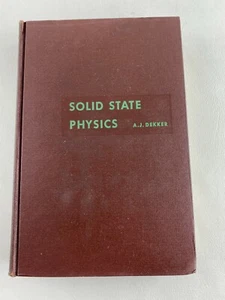 SOLID STATE
PHYSICS A.J. DEKKER